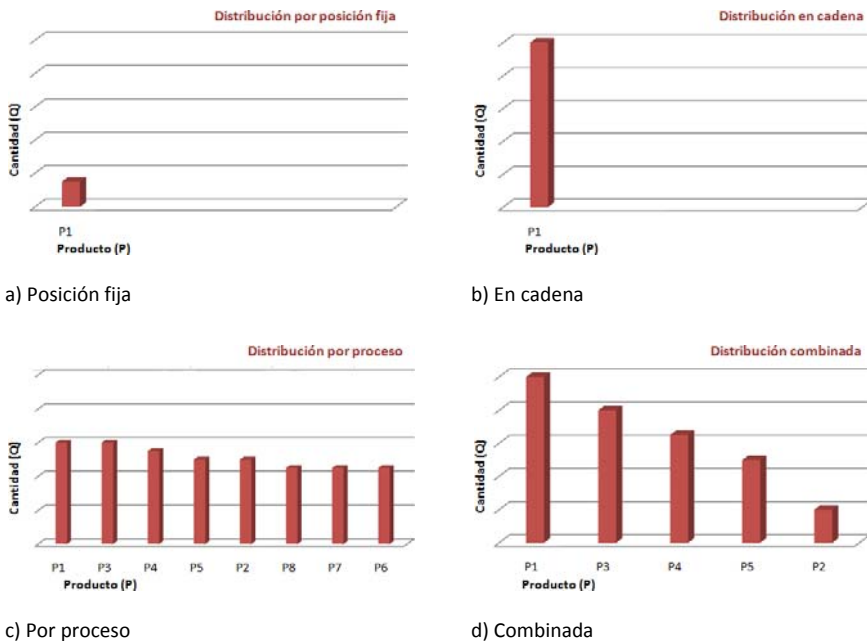 Distribución por posición fija
Cantidad (Q)
P1
Producto (P)
a) Posición fija
Distribución en cadena
Cantidad (Q)
P1
Producto (P)
b) En cadena
Distribución por proceso
Cantidad (Q)
P1 P3 P4 P5 P2 P8 P7 P6
Producto (P)
c) Por proceso
Distribución combinada
Cantidad (Q)
P1 P3 P4 P5 P2
Producto (P)
d) Combinada